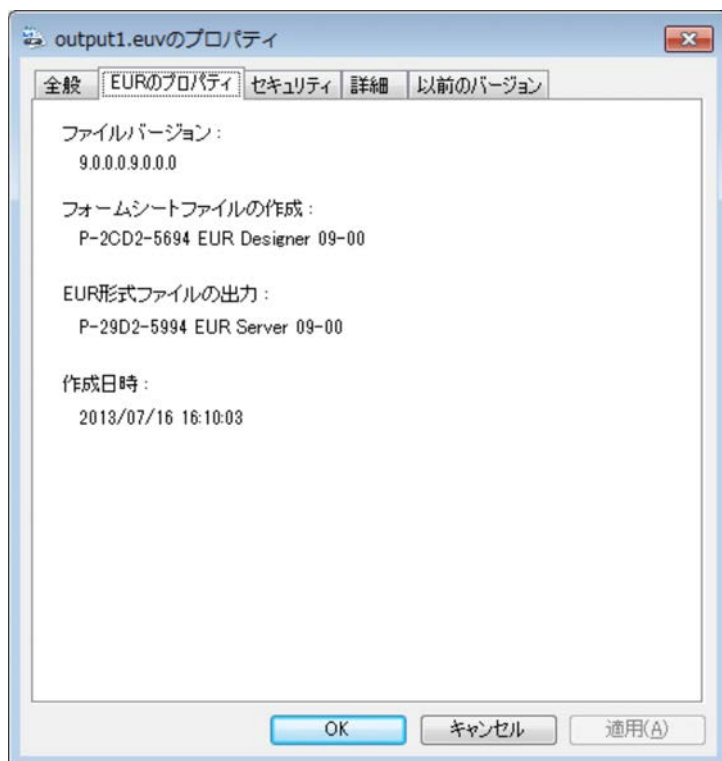 output1.euvのプロパティ
全般 EURのプロパティ セキュリティ 詳細 以前のバージョン
ファイルバージョン:
9.0.0.0.9.0.0.0
フォームシートファイルの作成:
P-2CD2-5694 EUR Designer 09-00
EUR形式ファイルの出力:
P-29D2-5994 EUR Server 09-00
作成日時:
2013/07/16 16:10:03
OK キャンセル 適用(A)